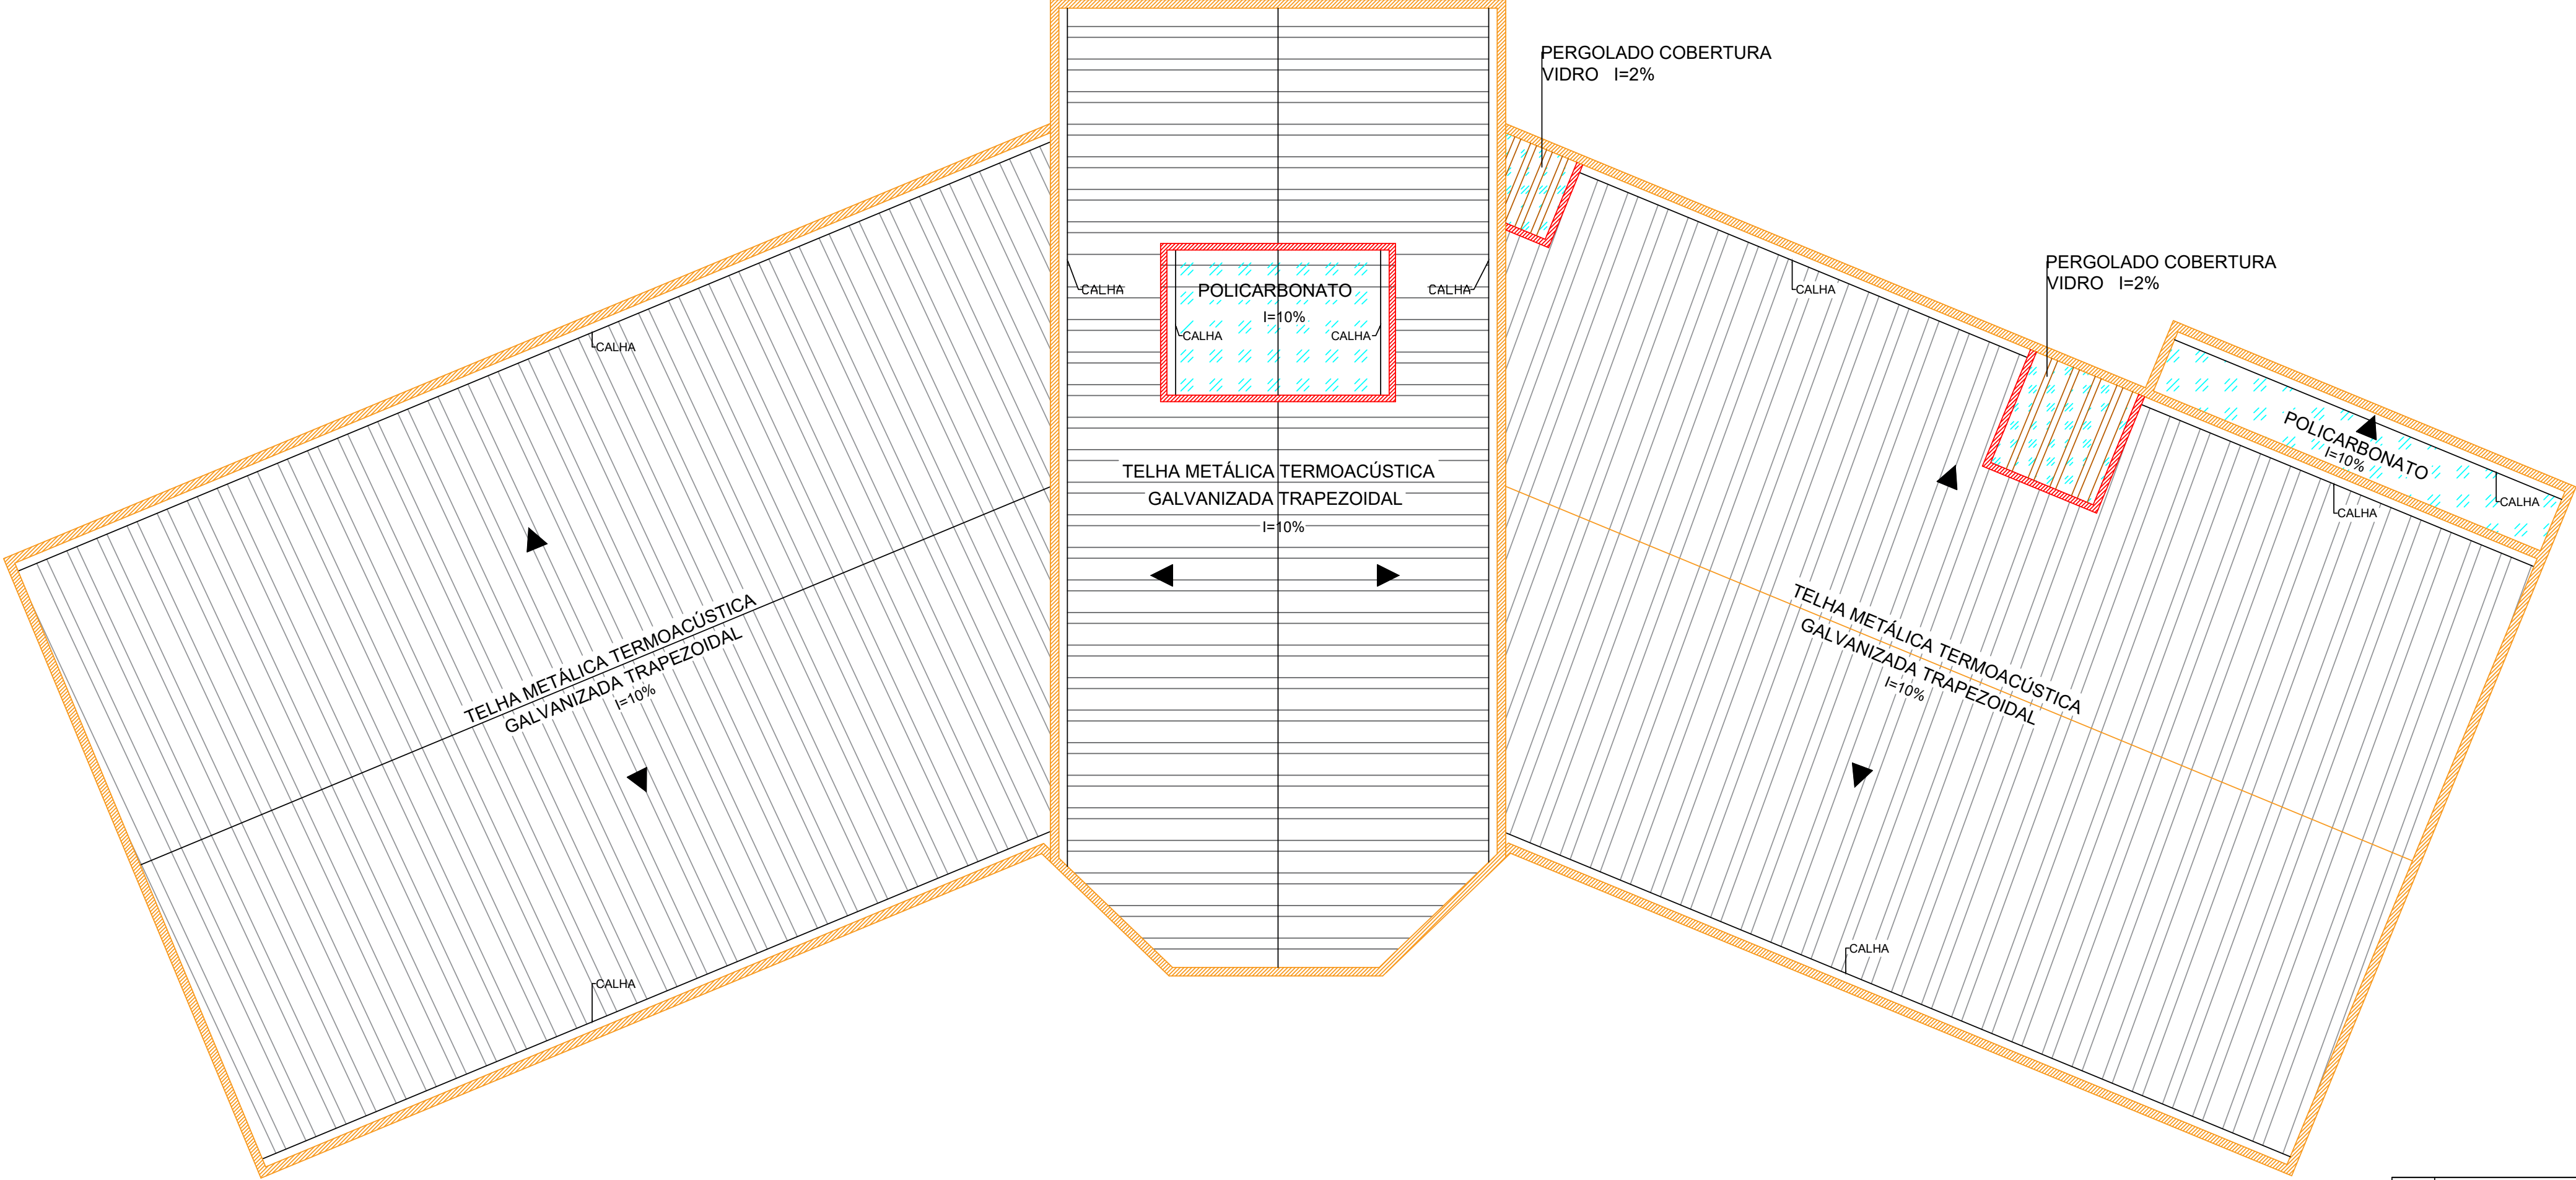 PERGOLADO COBERTURA
VIDRO I=2%
PERGOLADO COBERTURA
VIDRO I=2%
CALHA
CALHA
POLICARBONATO
I=10%
CALHA
CALHA
CALHA
CALHA
POLICARBONATO
I=10%
CALHA
CALHA
TELHA METÁLICA TERMOACÚSTICA
GALVANIZADA TRAPEZOIDAL
I=10%
TELHA METÁLICA TERMOACÚSTICA
GALVANIZADA TRAPEZOIDAL
I=10%
TELHA METÁLICA TERMOACÚSTICA
GALVANIZADA TRAPEZOIDAL
I=10%
CALHA
CALHA